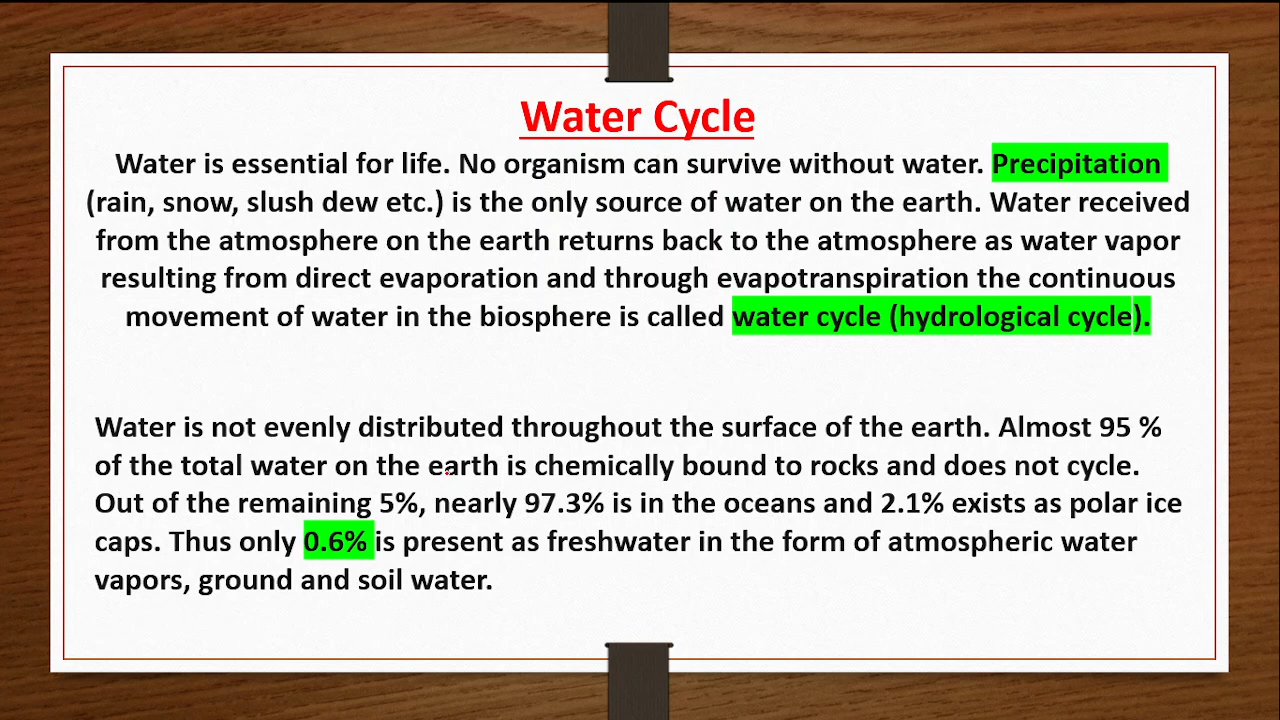 Water Cycle
Water is essential for life. No organism can survive without water. Precipitation
(rain, snow, slush dew etc.) is the only source of water on the earth. Water received
from the atmosphere on the earth returns back to the atmosphere as water vapor
resulting from direct evaporation and through evapotranspiration the continuous
movement of water in the biosphere is called water cycle (hydrological cycle).
Water is not evenly distributed throughout the surface of the earth. Almost 95 %
of the total water on the earth is chemically bound to rocks and does not cycle.
Out of the remaining 5%, nearly 97.3% is in the oceans and 2.1% exists as polar ice
caps. Thus only 0.6% is present as freshwater in the form of atmospheric water
vapors, ground and soil water.